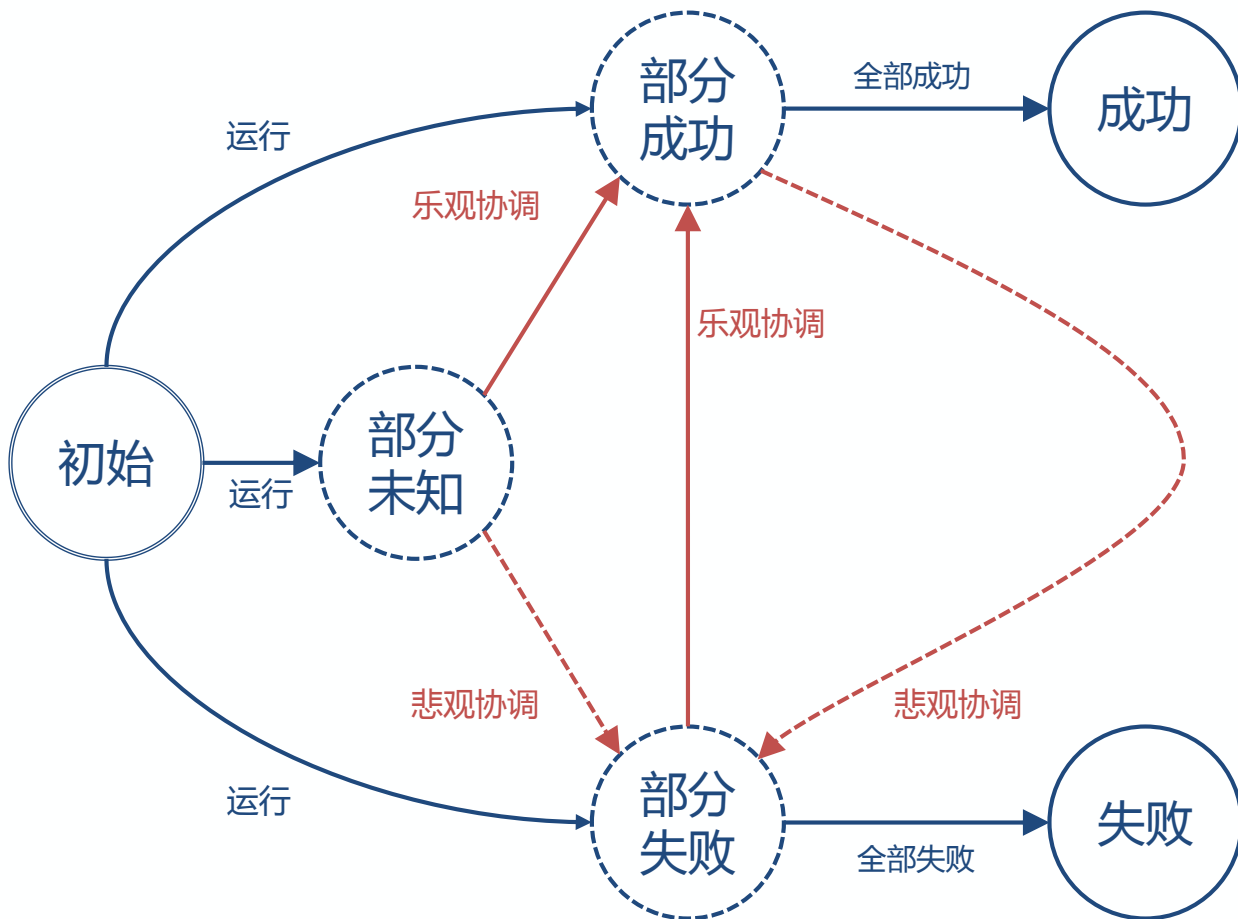 部分
成功
全部成功
成功
运行
乐观协调
乐观协调
初始
运行
部分
未知
悲观协调
悲观协调
运行
部分
失败
全部失败
失败